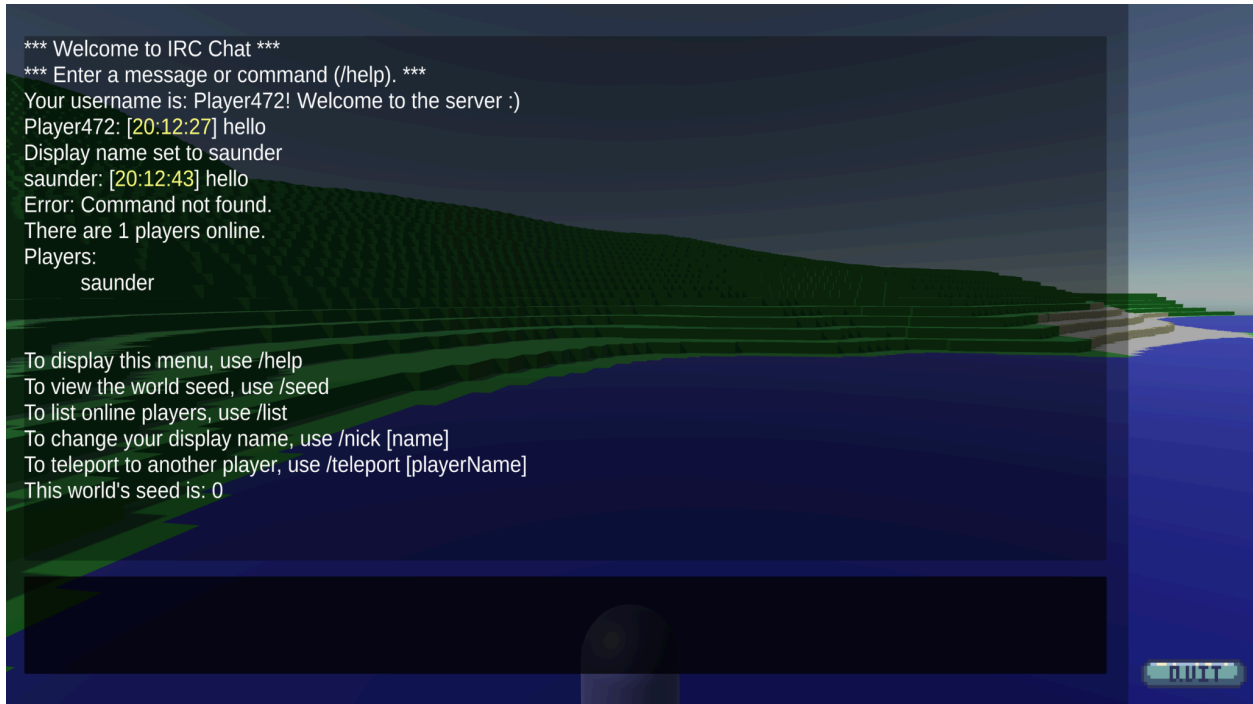 *** Welcome to IRC Chat ***
*** Enter a message or command (/help). ***
Your username is: Player472! Welcome to the server :)
Player472: [20:12:27] hello
Display name set to saunder
saunder: [20:12:43] hello
Error: Command not found.
There are 1 players online.
Players:
saunder
To display this menu, use /help
To view the world seed, use /seed
To list online players, use /list
To change your display name, use /nick [name]
To teleport to another player, use /teleport [playerName]
This world's seed is: 0
QUIT